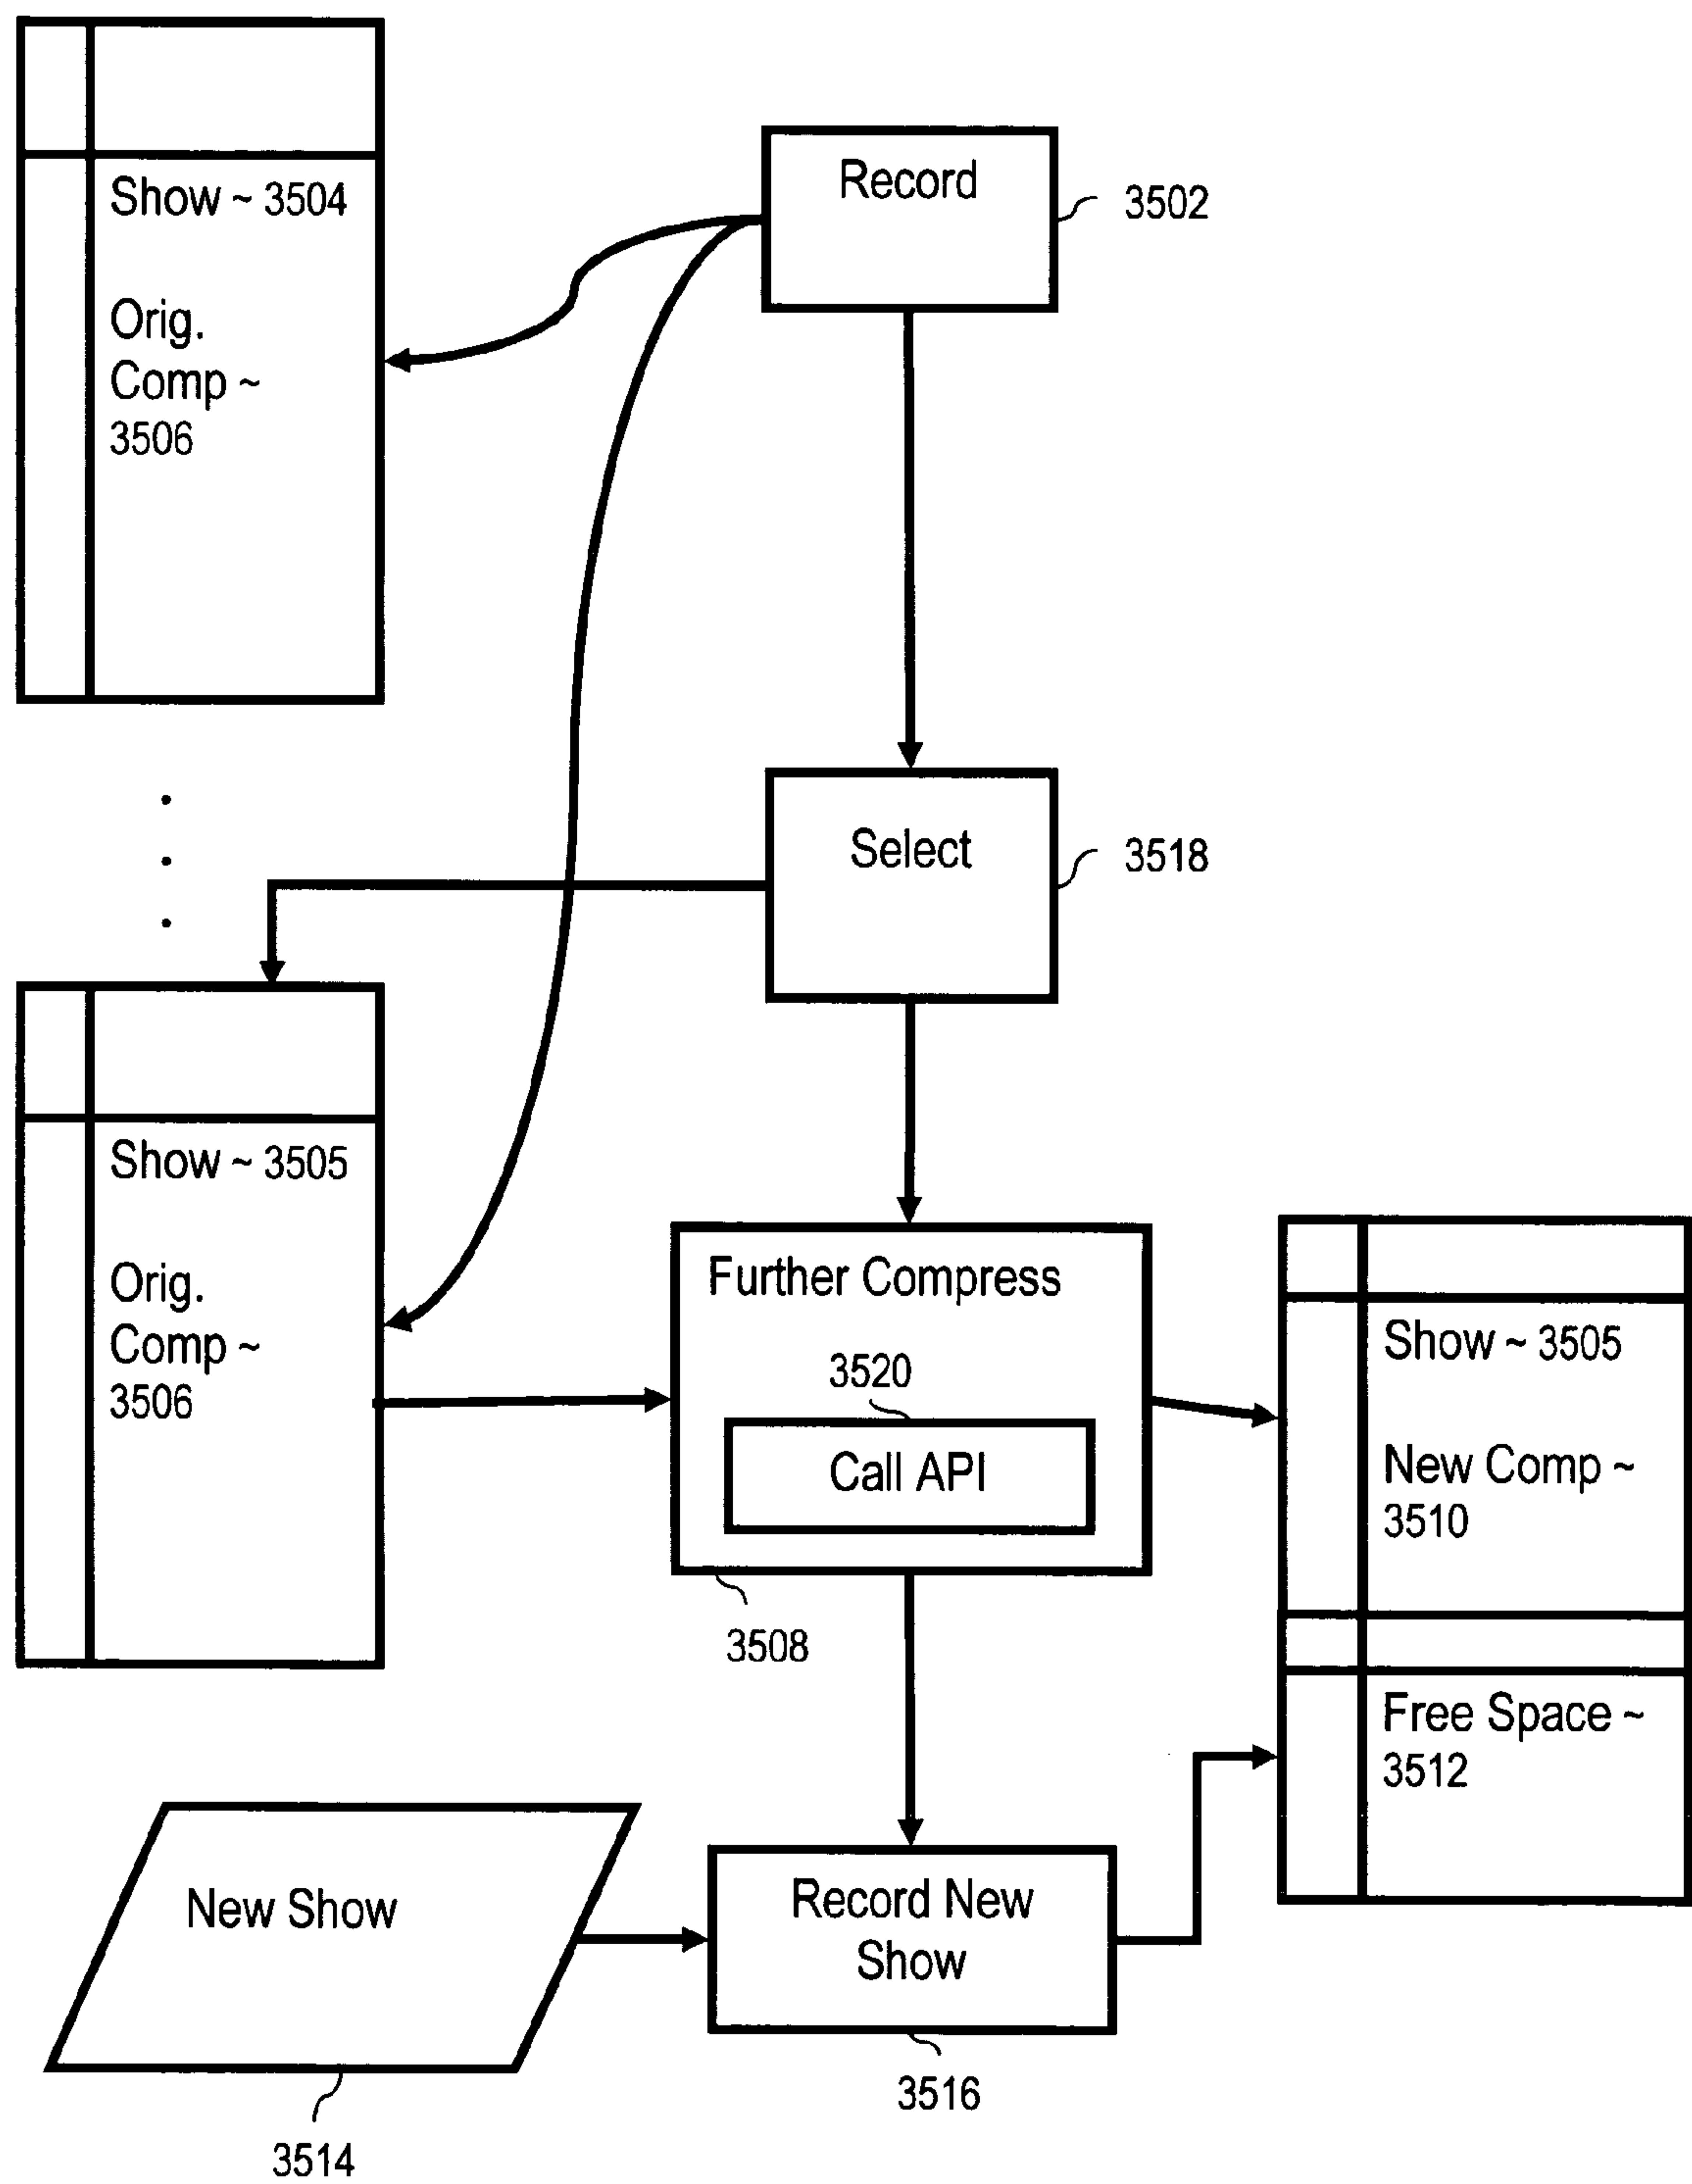 Show ~ 3504
Orig.
Comp ~
3506
Record
3502
Select
3518
Show ~ 3505
Orig.
Comp ~
3506
Further Compress
3520
Call API
3508
Show ~ 3505
New Comp ~
3510
Free Space ~
3512
New Show
3514
Record New
Show
3516